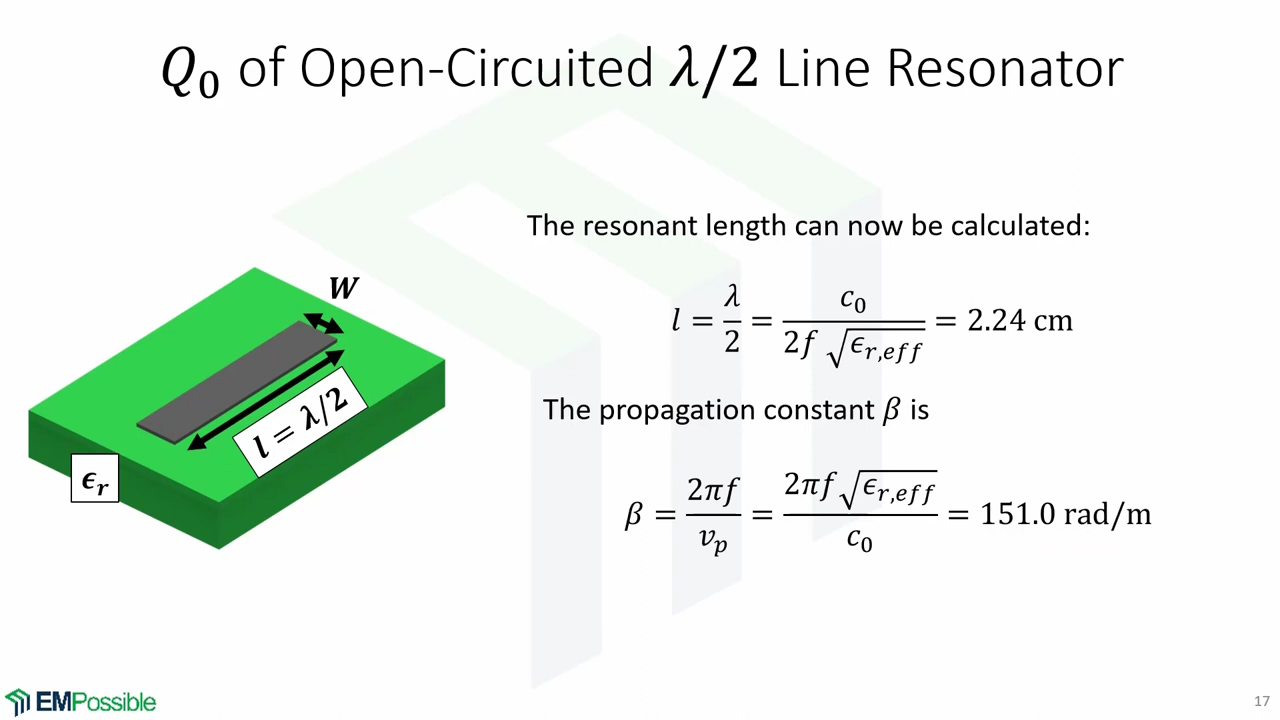 𝑄₀ of Open-Circuited 𝜆/2 Line Resonator
The resonant length can now be calculated:
𝑙 = 𝜆/2 = 𝑐₀/(2𝑓√𝜖ᵣ,𝑒𝑓𝑓) = 2.24 cm
The propagation constant 𝛽 is
𝛽 = 2𝜋𝑓/𝑣ₚ = 2𝜋𝑓√𝜖ᵣ,𝑒𝑓𝑓/𝑐₀ = 151.0 rad/m
𝑾
𝒍 = 𝝀/𝟐
𝝐𝒓
EMPossible
17